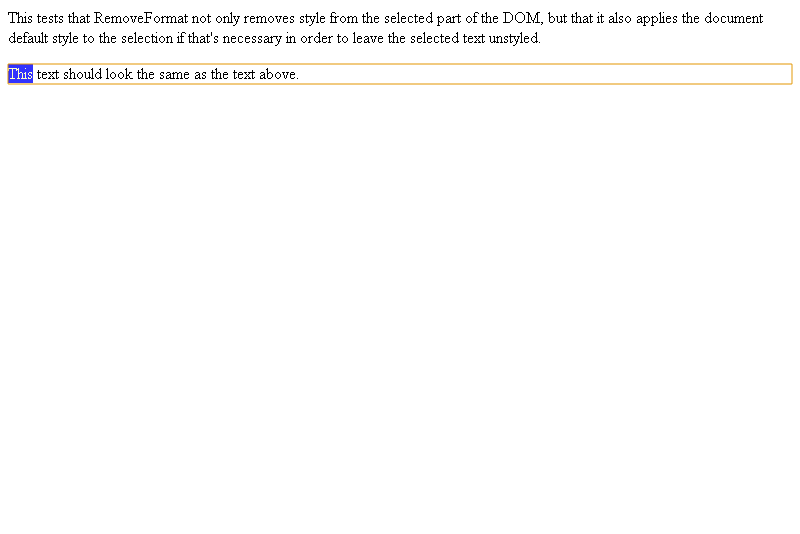 This tests that RemoveFormat not only removes style from the selected part of the DOM, but that it also applies the document
default style to the selection if that's necessary in order to leave the selected text unstyled.
This text should look the same as the text above.